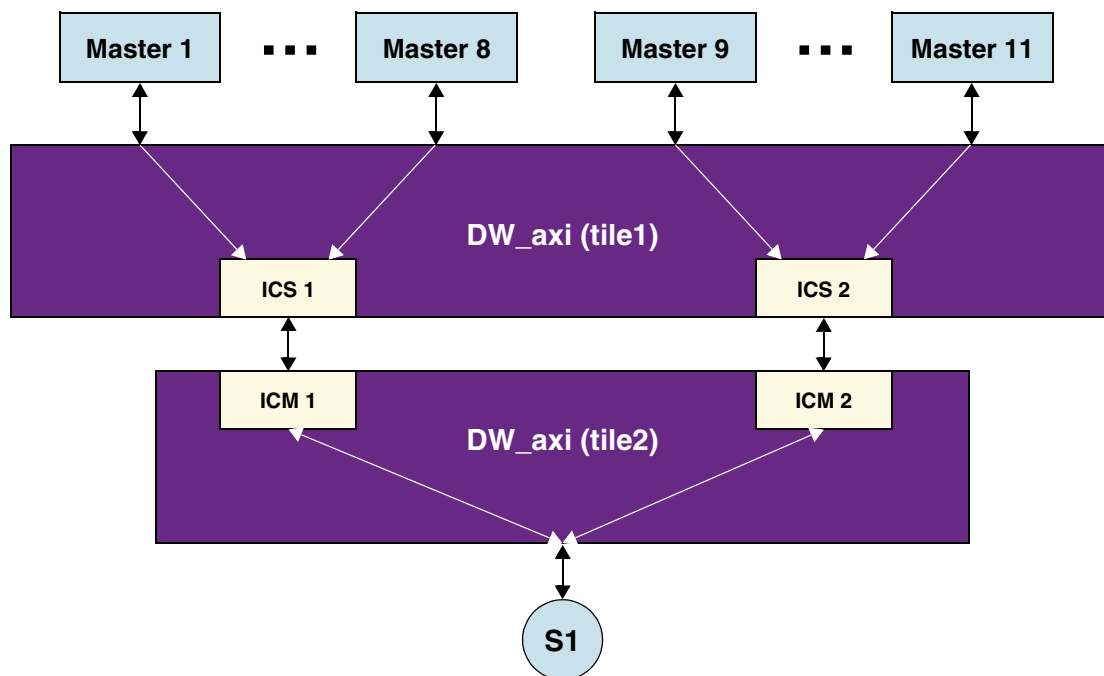 Master 1
Master 8
Master 9
Master 11
DW_axi (tile1)
ICS 1
ICS 2
ICM 1
ICM 2
DW_axi (tile2)
S1